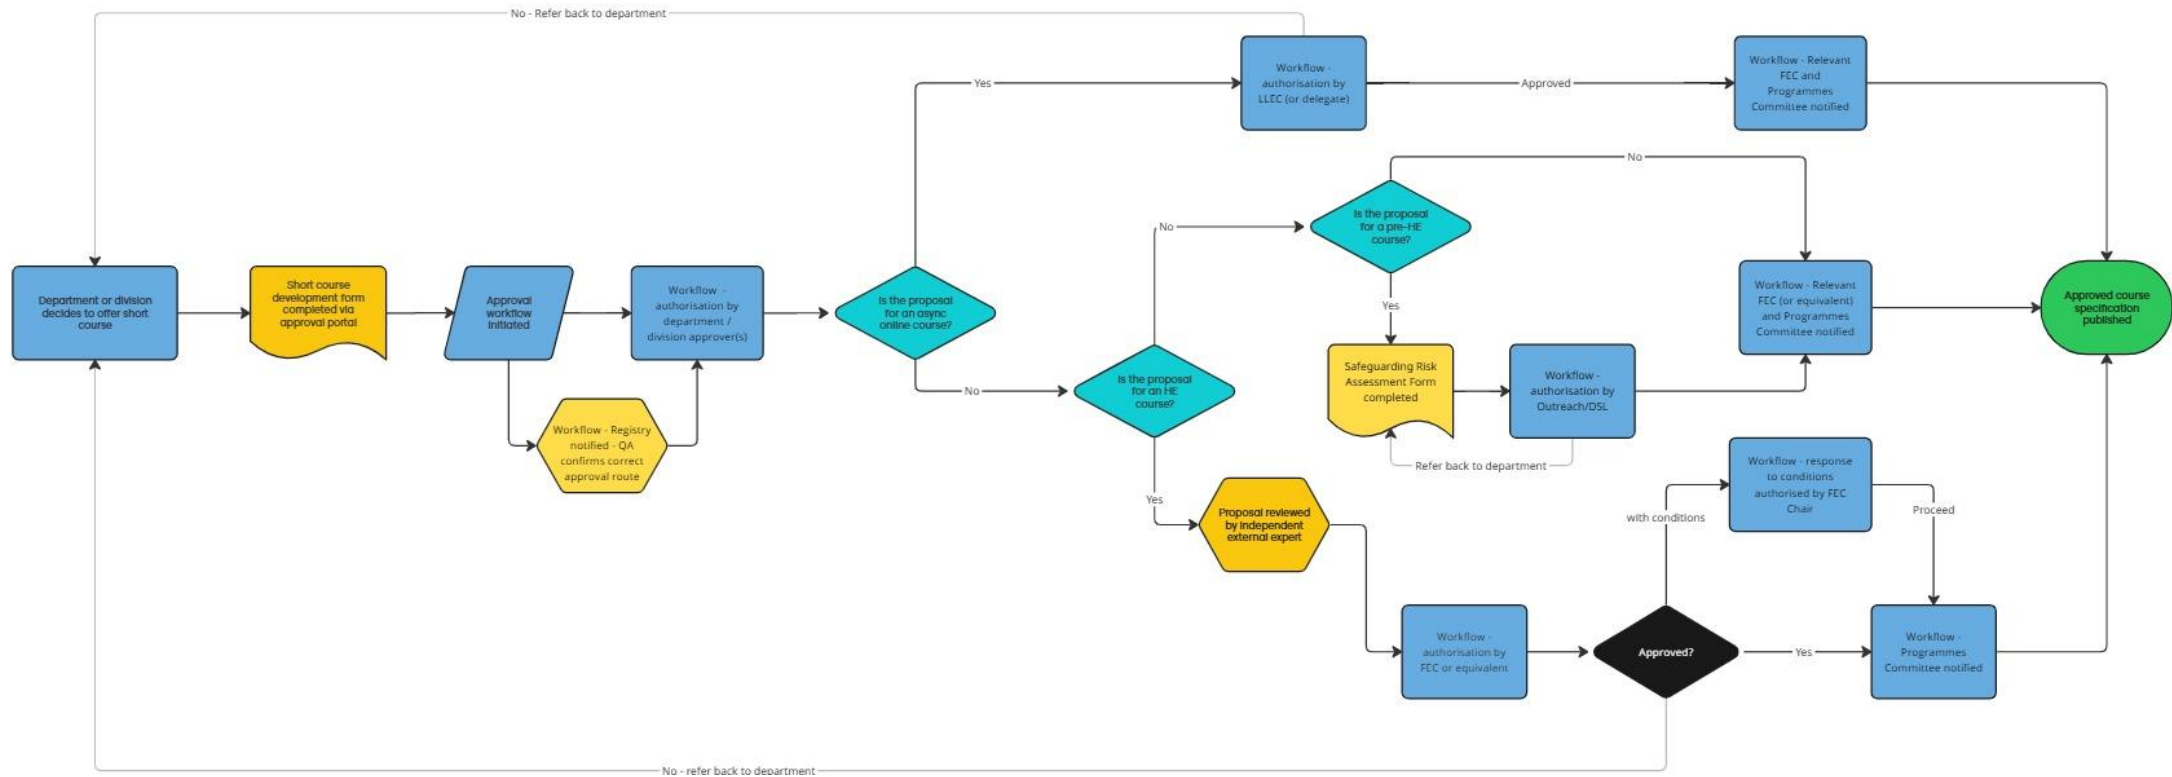 No - Refer back to department
Workflow -
authorisation by
LLEC (or delegate)
Workflow - Relevant
FEC and
Programmes
Committee notified
Yes
Approved
No
Is the proposal
for a pre-HE
course?
No
Department or division
decides to offer short
course
Short course
development form
completed via
approval portal
Approval
workflow
initiated
Workflow -
authorisation by
department /
division approver(s)
Is the proposal
for an async
online course?
Workflow - Relevant
FEC (or equivalent)
and Programmes
Committee notified
Approved course
specification
published
Yes
No
Is the proposal
for an HE
course?
Safeguarding Risk
Assessment Form
completed
Workflow -
authorisation by
Outreach/DSL
Refer back to department
Workflow - Registry
notified - QA
confirms correct
approval route
Yes
Proposal reviewed
by independent
external expert
Workflow - response
to conditions
authorised by FEC
Chair
with conditions
Proceed
Workflow -
authorisation by
FEC or equivalent
Approved?
Yes
Workflow -
Programmes
Committee notified
No - refer back to department